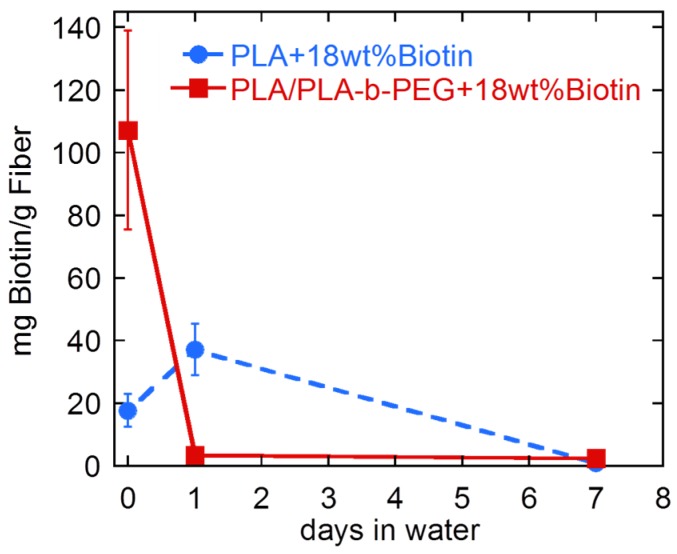 140
120
100
80
60
40
20
0
mg Biotin/g Fiber
PLA+18wt%Biotin
PLA/PLA-b-PEG+18wt%Biotin
0 1 2 3 4 5 6 7 8
days in water